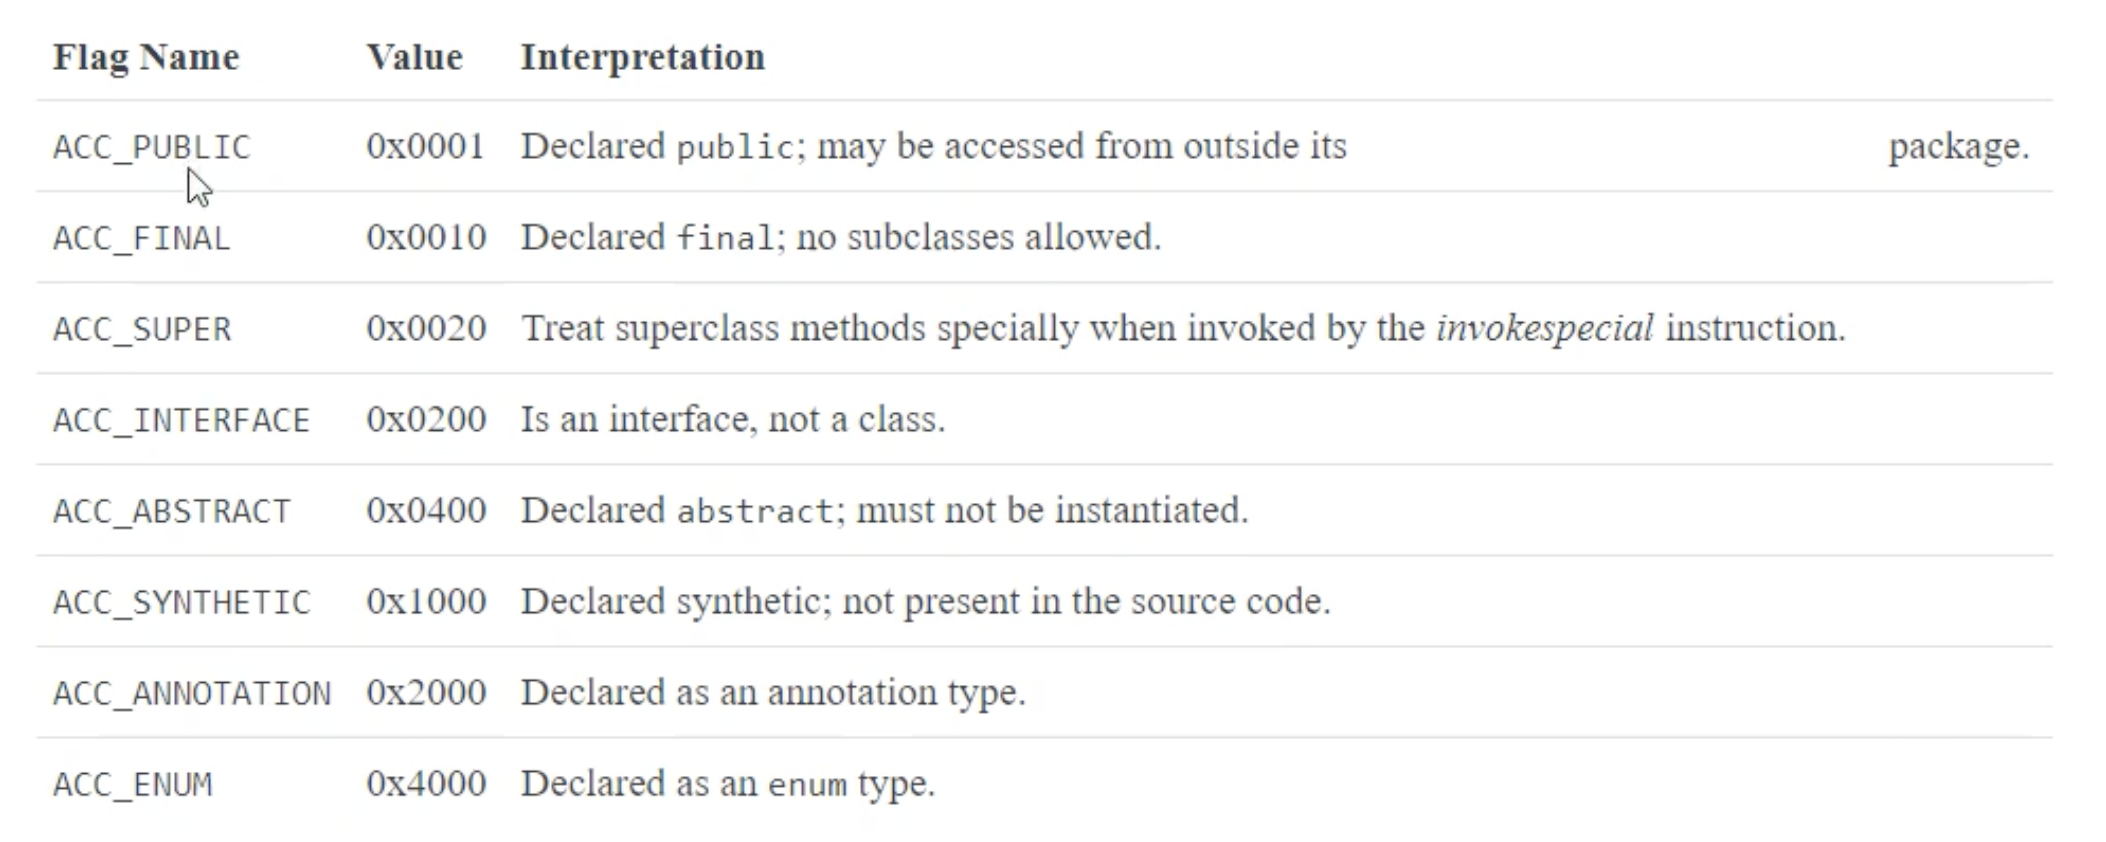 Flag Name Value Interpretation
ACC_PUBLIC 0x0001 Declared public; may be accessed from outside its package.
ACC_FINAL 0x0010 Declared final; no subclasses allowed.
ACC_SUPER 0x0020 Treat superclass methods specially when invoked by the invokespecial instruction.
ACC_INTERFACE 0x0200 Is an interface, not a class.
ACC_ABSTRACT 0x0400 Declared abstract; must not be instantiated.
ACC_SYNTHETIC 0x1000 Declared synthetic; not present in the source code.
ACC_ANNOTATION 0x2000 Declared as an annotation type.
ACC_ENUM 0x4000 Declared as an enum type.